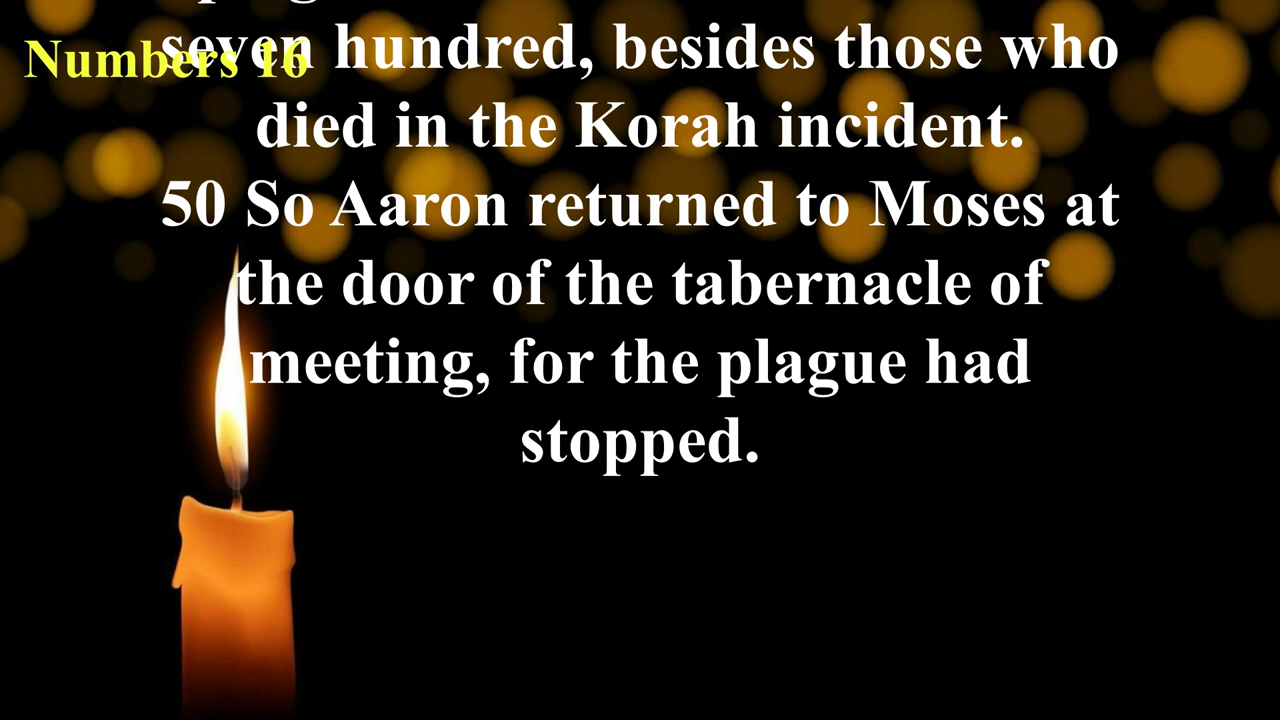 Numbers 16
seven hundred, besides those who
died in the Korah incident.
50 So Aaron returned to Moses at
the door of the tabernacle of
meeting, for the plague had
stopped.